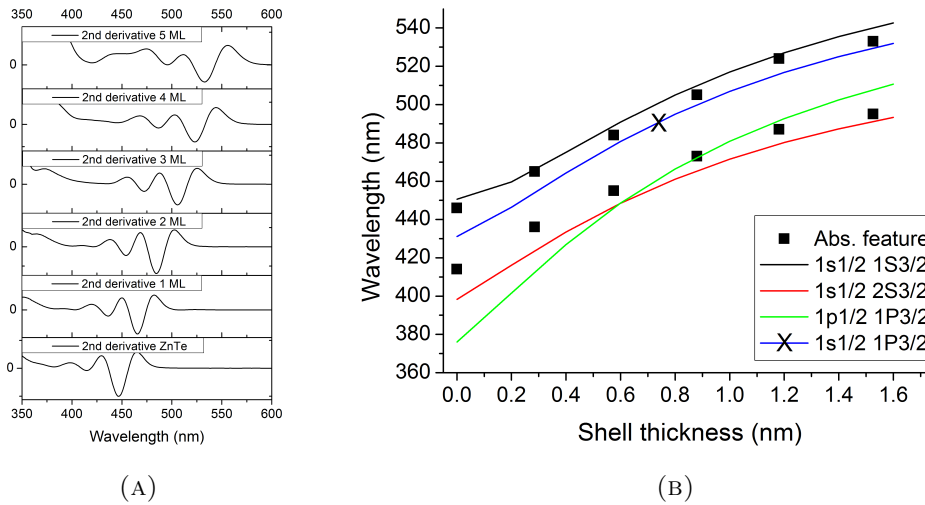 350 400 450 500 550 600
2nd derivative 5 ML
0
2nd derivative 4 ML
0
2nd derivative 3 ML
0
2nd derivative 2 ML
0
2nd derivative 1 ML
0
2nd derivative ZnTe
0
350 400 450 500 550 600
Wavelength (nm)
(A)
540
520
500
480
460
440
420
400
380
360
Wavelength (nm)
Abs. feature
1s1/2 1S3/2
1s1/2 2S3/2
1p1/2 1P3/2
1s1/2 1P3/2
0.0 0.2 0.4 0.6 0.8 1.0 1.2 1.4 1.6
Shell thickness (nm)
(B)